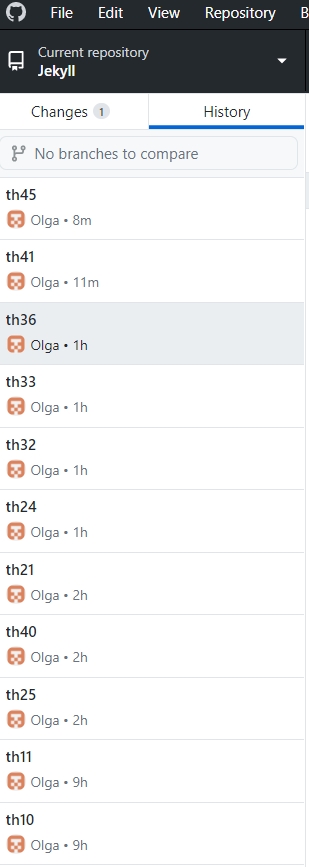 File Edit View Repository B
Current repository
Jekyll
Changes 1 History
No branches to compare
th45
Olga • 8m
th41
Olga • 11m
th36
Olga • 1h
th33
Olga • 1h
th32
Olga • 1h
th24
Olga • 1h
th21
Olga • 2h
th40
Olga • 2h
th25
Olga • 2h
th11
Olga • 9h
th10
Olga • 9h